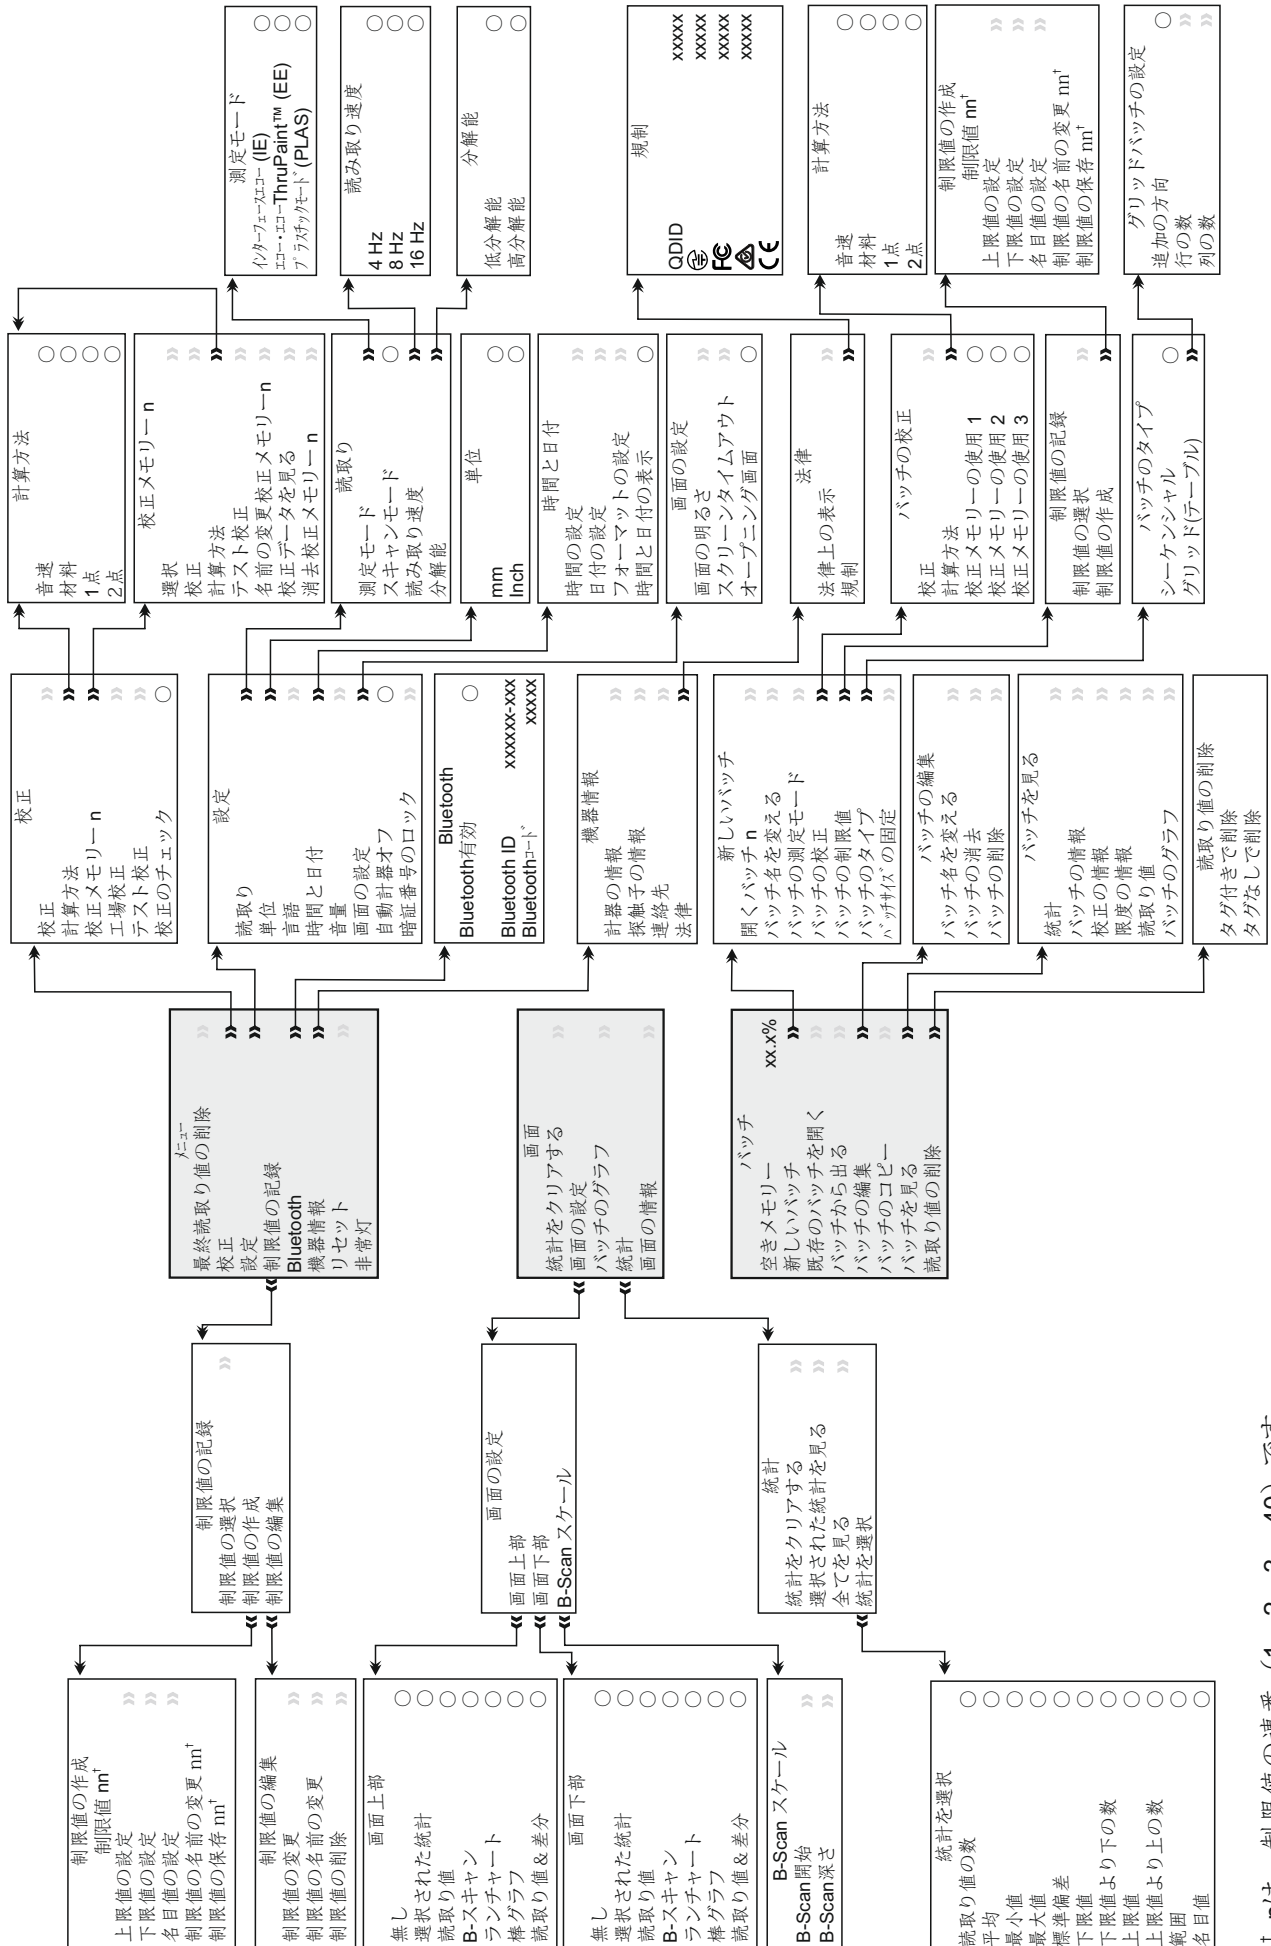 制限値の作成
制限値 nn†
上限値の設定
下限値の設定
名目値の設定
制限値の名前の変更 nn†
制限値の保存 nn†
制限値の編集
制限値の変更
制限値の名前の変更
制限値の削除
画面上部
無し
選択された統計
読取り値
B-スキャン
ランチャート
棒グラフ
読取り値&差分
画面下部
無し
選択された統計
読取り値
B-スキャン
ランチャート
棒グラフ
読取り値&差分
B-Scan スケール
B-Scan開始
B-Scan深さ
統計を選択
読取り値の数
平均
最小値
最大値
標準偏差
下限値
下限値より下の数
上限値
上限値より上の数
範囲
名目値
制限値の記録
制限値の選択
制限値の作成
制限値の編集
画面の設定
画面上部
画面下部
B-Scan スケール
統計
統計をクリアする
選択された統計を見る
全てを見る
統計を選択
メニュー
最終読取り値の削除
校正
設定
制限値の記録
Bluetooth
機器情報
リセット
非常灯
画面
統計をクリアする
画面の設定
バッチのグラフ
統計
画面の情報
バッチ
空きメモリー xx.x%
新しいバッチ
既存のバッチを開く
バッチから出る
バッチの編集
バッチのコピー
バッチを見る
読取り値の削除
校正
校正
計算方法
校正メモリー n
工場校正
テスト校正
校正のチェック
設定
読取り
単位
言語
時間と日付
音量
画面の設定
自動計器オフ
暗証番号のロック
Bluetooth
Bluetooth有効
Bluetooth ID xxxxxx-xxx
Bluetoothコード xxxxx
機器情報
計器の情報
探触子の情報
連絡先
法律
新しいバッチ
開くバッチ n
バッチ名を変える
バッチの測定モード
バッチの校正
バッチの制限値
バッチのタイプ
バッチサイズの固定
バッチの編集
バッチ名を変える
バッチの消去
バッチの削除
バッチを見る
統計
バッチの情報
校正の情報
限度の情報
読取り値
バッチのグラフ
読取り値の削除
タグ付きで削除
タグなしで削除
計算方法
音速
材料
1点
2点
校正メモリー n
選択
校正
計算方法
テスト校正
名前の変更校正メモリーn
校正データを見る
消去校正メモリー n
読取り
測定モード
スキャンモード
読み取り速度
分解能
単位
mm
Inch
時間と日付
時間の設定
日付の設定
フォーマットの設定
時間と日付の表示
画面の設定
画面の明るさ
スクリーンタイムアウト
オープニング画面
法律
法律上の表示
規制
バッチの校正
校正
計算方法
校正メモリーの使用 1
校正メモリーの使用 2
校正メモリーの使用 3
制限値の記録
制限値の選択
制限値の作成
バッチのタイプ
シーケンシャル
グリッド(テーブル)
測定モード
インターフェースエコー (IE)
エコー・エコーThruPaint™ (EE)
プラスチックモード(PLAS)
読み取り速度
4 Hz
8 Hz
16 Hz
分解能
低分解能
高分解能
規制
QDID xxxxx
xxxxx
FC xxxxx
xxxxx
CE
計算方法
音速
材料
1点
2点
制限値の作成
制限値 nn†
上限値の設定
下限値の設定
名目値の設定
制限値の名前の変更 nn†
制限値の保存 nn†
グリッドバッチの設定
追加の方向
行の数
列の数